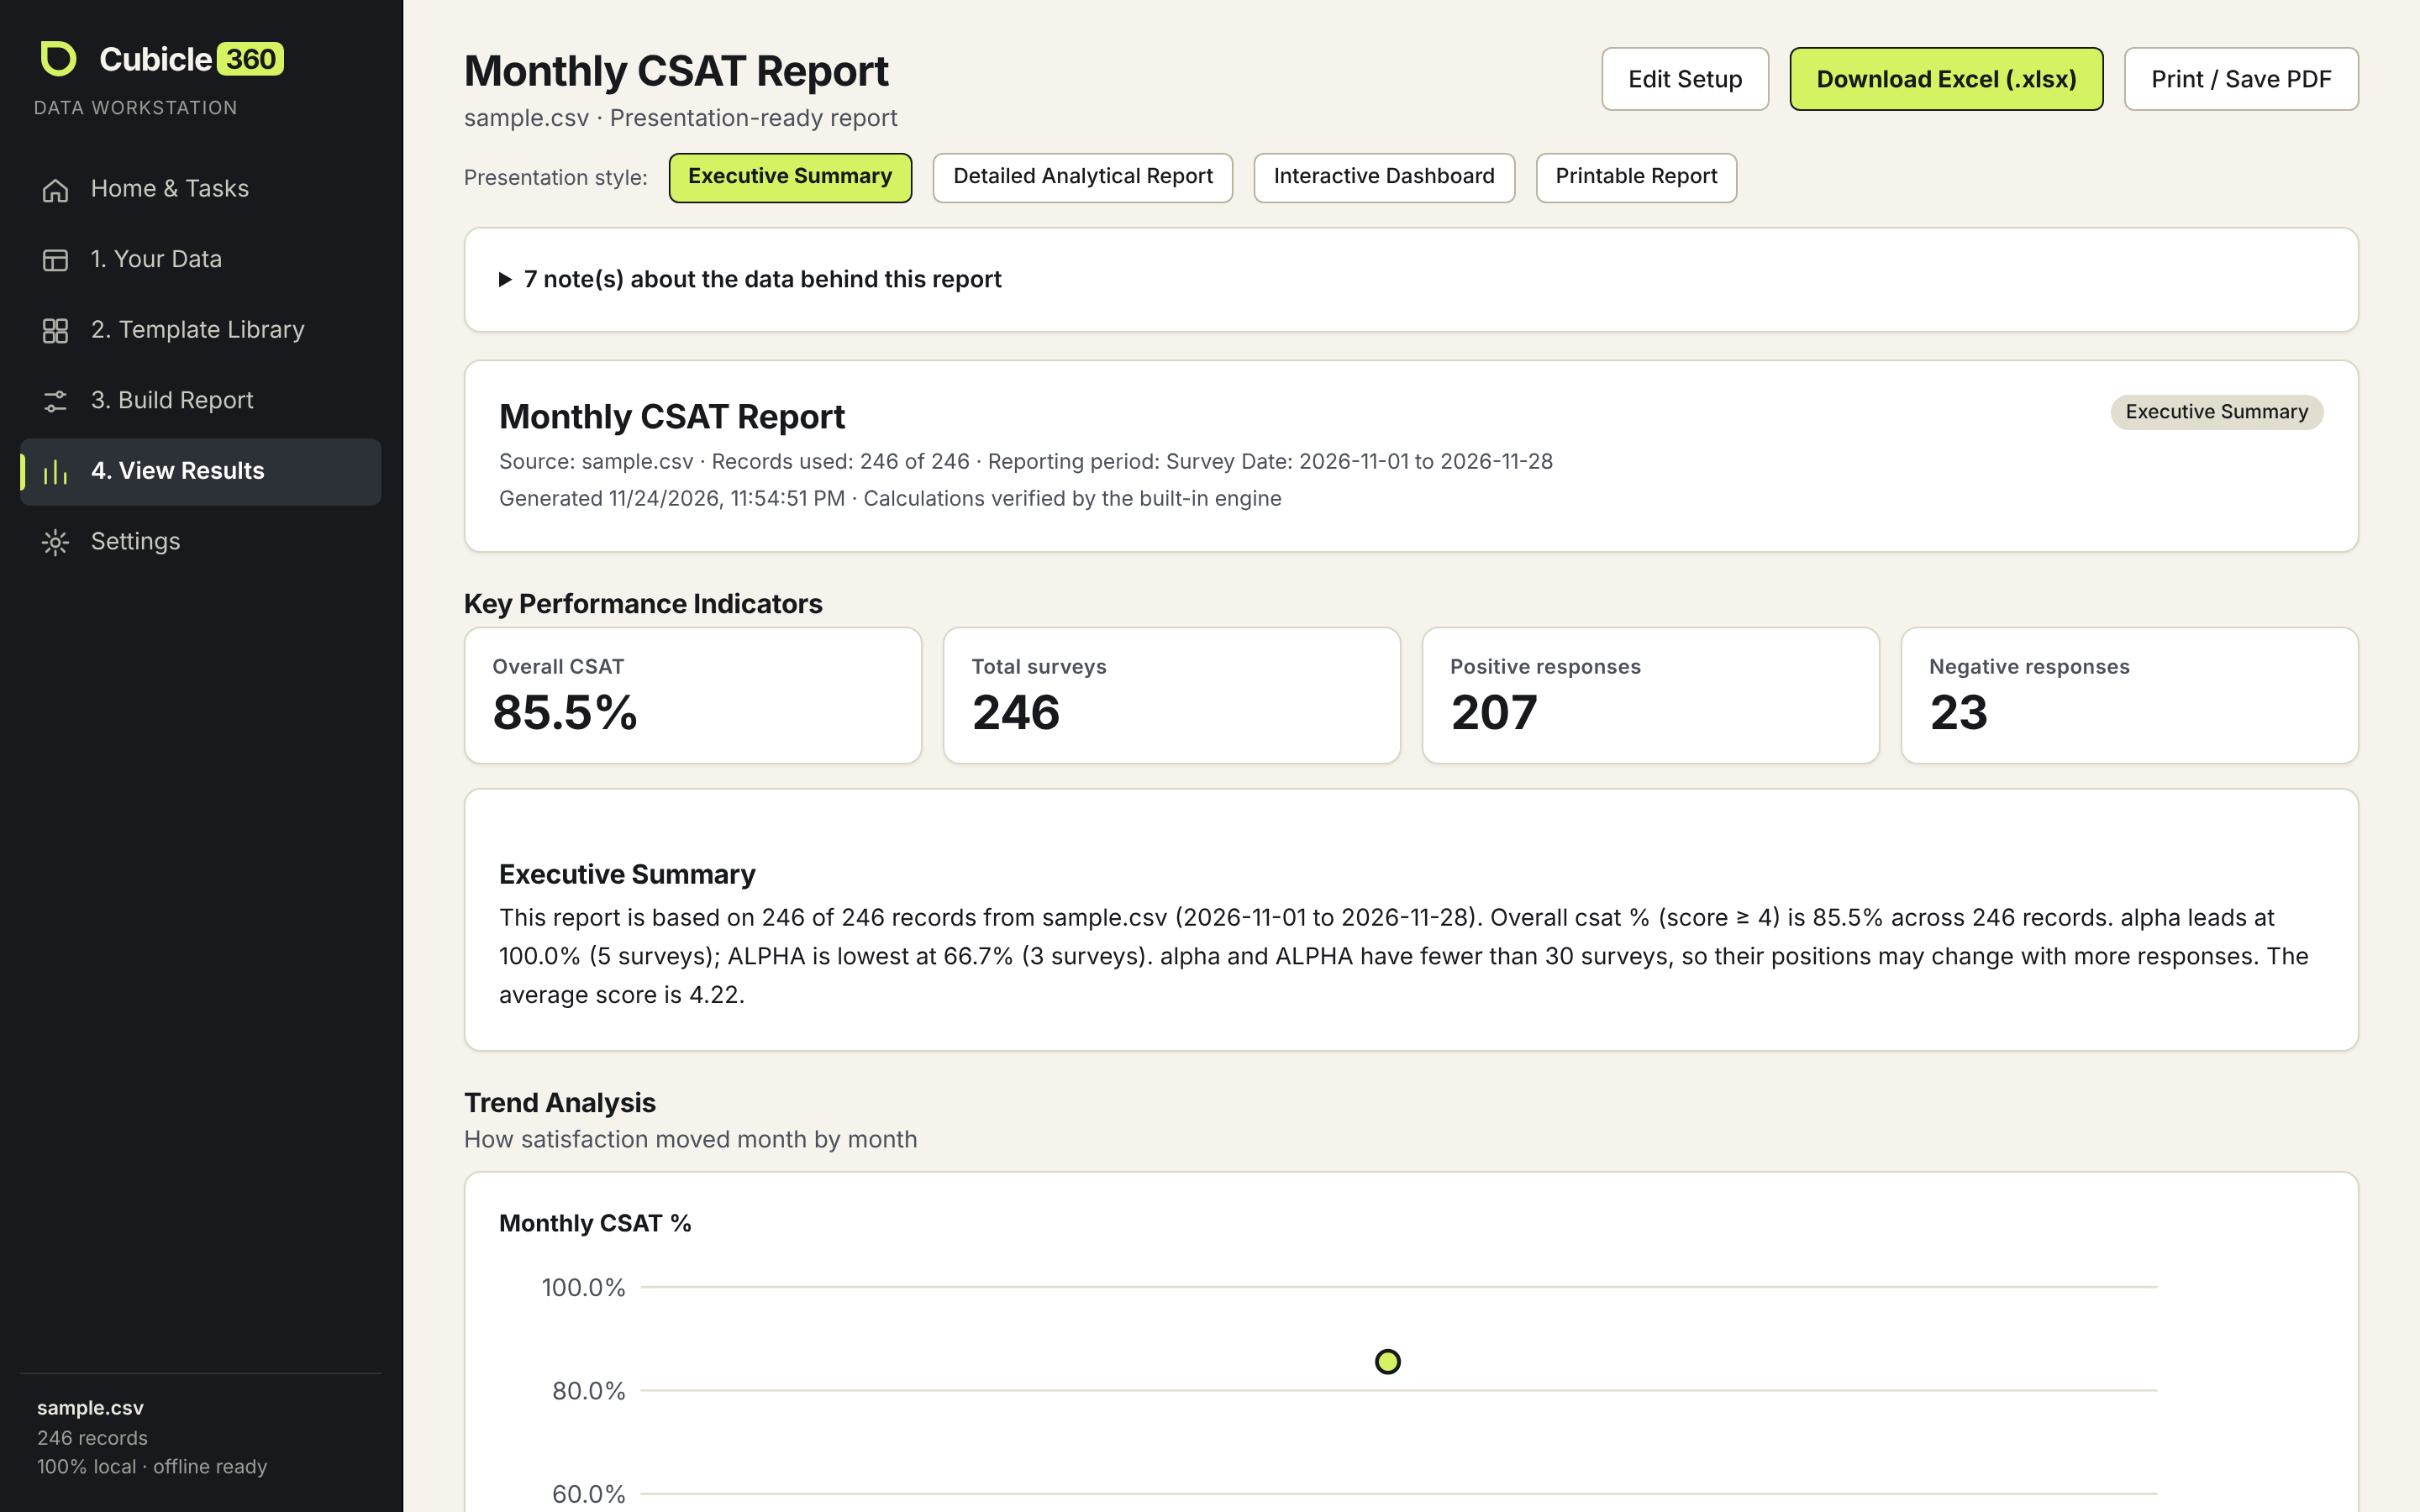 Cubicle 360
DATA WORKSTATION
Home & Tasks
1. Your Data
2. Template Library
3. Build Report
4. View Results
Settings
sample.csv
246 records
100% local · offline ready
Monthly CSAT Report
sample.csv · Presentation-ready report
Edit Setup
Download Excel (.xlsx)
Print / Save PDF
Presentation style:
Executive Summary
Detailed Analytical Report
Interactive Dashboard
Printable Report
▶ 7 note(s) about the data behind this report
Monthly CSAT Report
Executive Summary
Source: sample.csv · Records used: 246 of 246 · Reporting period: Survey Date: 2026-11-01 to 2026-11-28
Generated 11/24/2026, 11:54:51 PM · Calculations verified by the built-in engine
Key Performance Indicators
Overall CSAT
85.5%
Total surveys
246
Positive responses
207
Negative responses
23
Executive Summary
This report is based on 246 of 246 records from sample.csv (2026-11-01 to 2026-11-28). Overall csat % (score ≥ 4) is 85.5% across 246 records. alpha leads at
100.0% (5 surveys); ALPHA is lowest at 66.7% (3 surveys). alpha and ALPHA have fewer than 30 surveys, so their positions may change with more responses. The
average score is 4.22.
Trend Analysis
How satisfaction moved month by month
Monthly CSAT %
100.0%
80.0%
60.0%